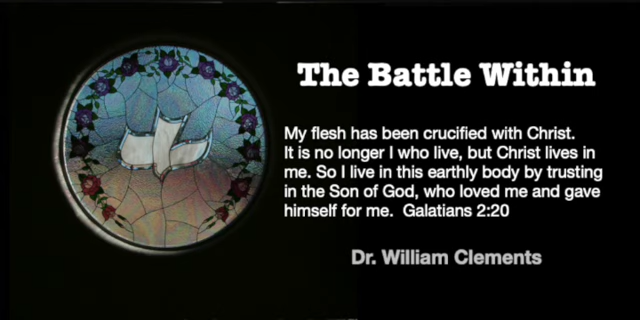 The Battle Within
My flesh has been crucified with Christ.
It is no longer I who live, but Christ lives in
me. So I live in this earthly body by trusting
in the Son of God, who loved me and gave
himself for me.  Galatians 2:20
Dr. William Clements